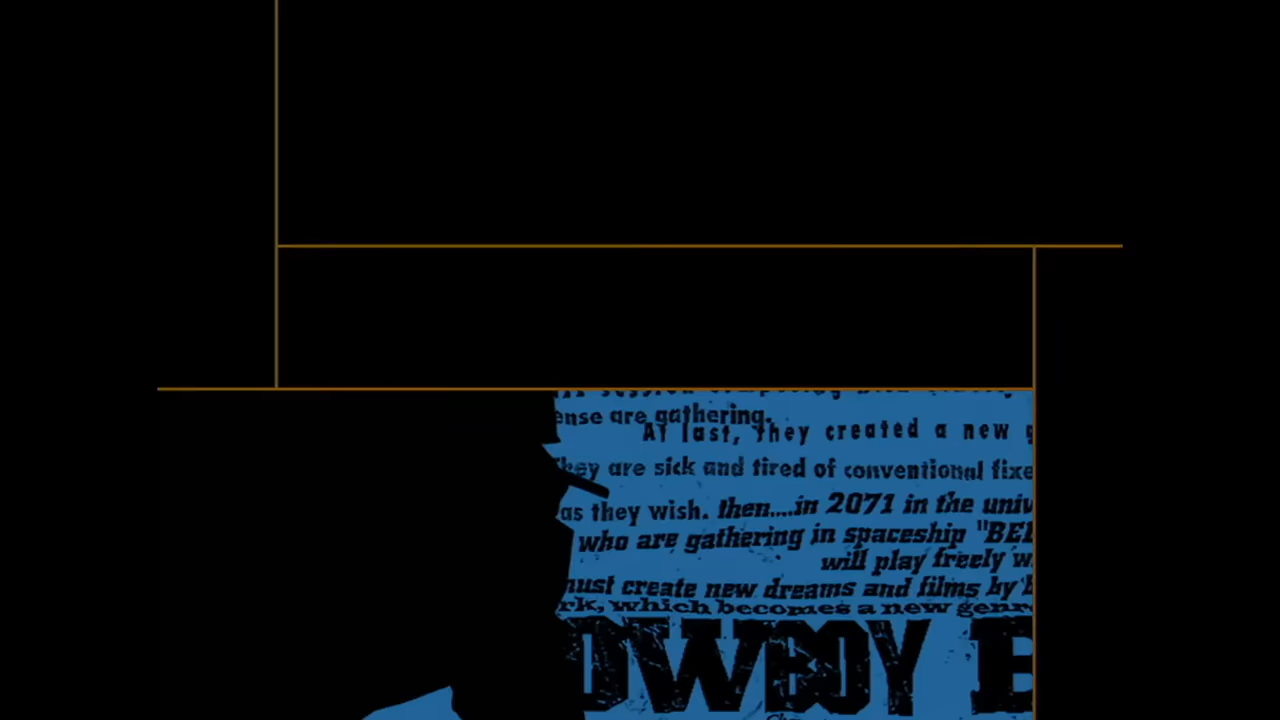 ense are gathering.
At last, they created a new
they are sick and tired of conventional fixe
as they wish. then....in 2071 in the univ
who are gathering in spaceship "BEB
will play freely w
must create new dreams and films by b
rk, which becomes a new genre
OWBOY B